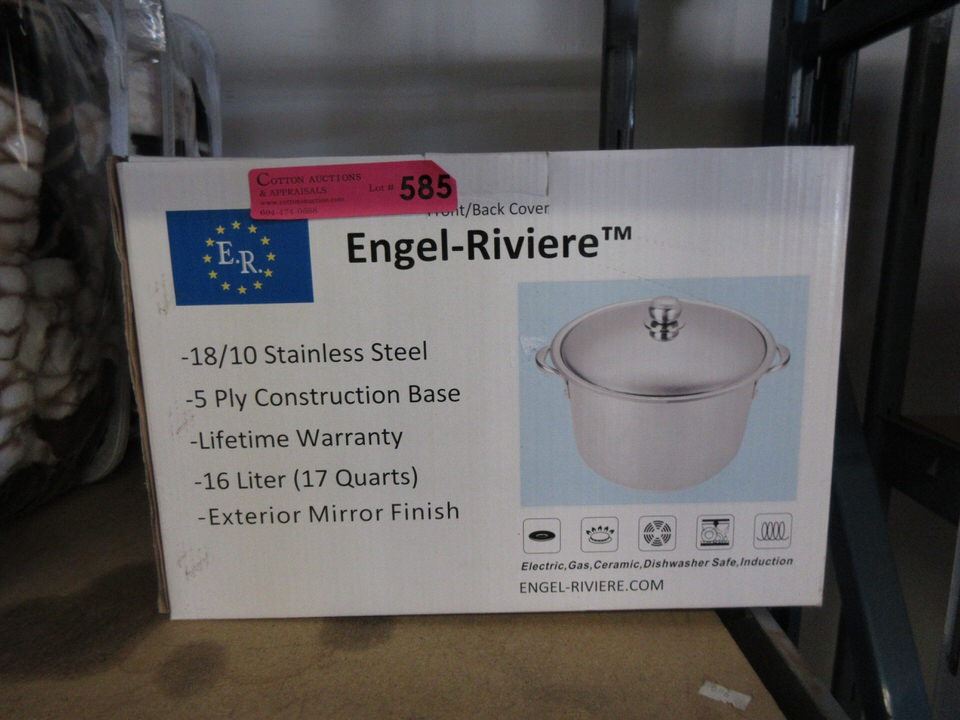 COTTON AUCTIONS
& APPRAISALS
Lot # 585
Front/Back Cover
Engel-Riviere™
E.R.
-18/10 Stainless Steel
-5 Ply Construction Base
-Lifetime Warranty
-16 Liter (17 Quarts)
-Exterior Mirror Finish
Electric,Gas,Ceramic,Dishwasher Safe,Induction
ENGEL-RIVIERE.COM